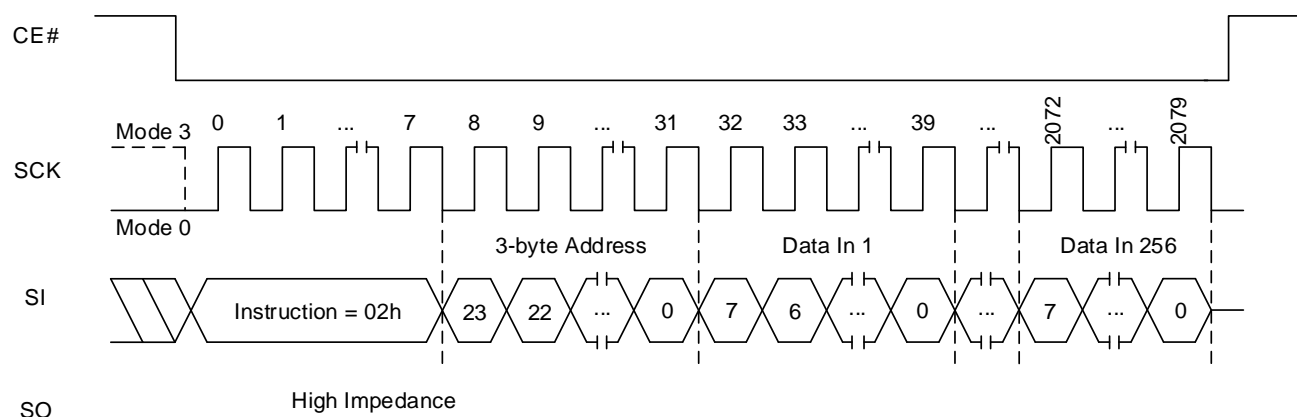 CE#
Mode 3 0 1 ... 7 8 9 ... 31 32 33 ... 39 ... 2072 ... 2079
SCK
Mode 0
3-byte Address Data In 1 Data In 256
SI
Instruction = 02h 23 22 ... 0 7 6 ... 0 ... 7 ... 0
High Impedance
SO